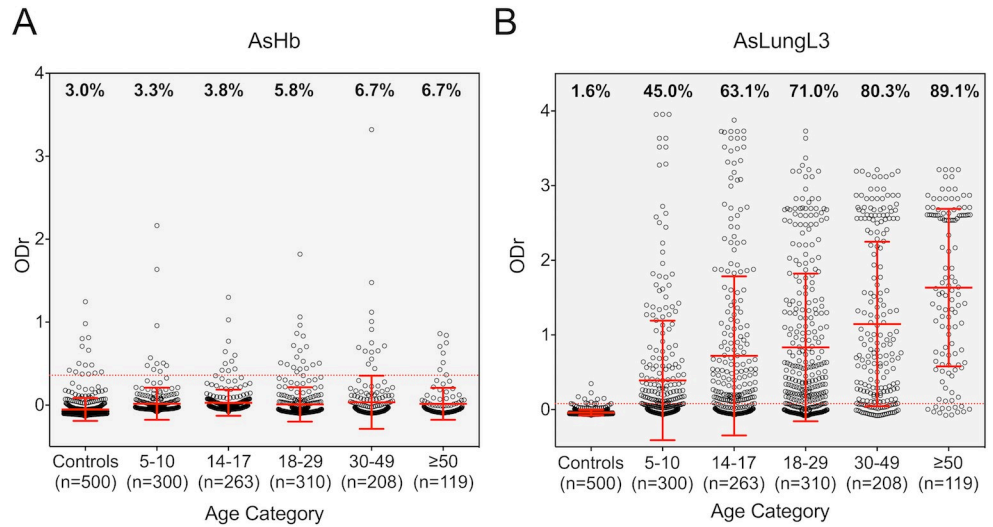 A
AsHb
4
3
2
1
0
ODr
3.0% 3.3% 3.8% 5.8% 6.7% 6.7%
Controls 5-10 14-17 18-29 30-49 ≥50
(n=500) (n=300) (n=263) (n=310) (n=208) (n=119)
Age Category
B
AsLungL3
4
3
2
1
0
ODr
1.6% 45.0% 63.1% 71.0% 80.3% 89.1%
Controls 5-10 14-17 18-29 30-49 ≥50
(n=500) (n=300) (n=263) (n=310) (n=208) (n=119)
Age Category